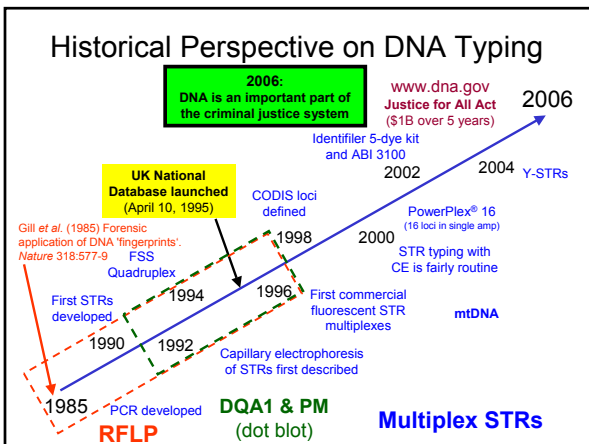 Historical Perspective on DNA Typing
2006:
DNA is an important part of
the criminal justice system
www.dna.gov
Justice for All Act
($1B over 5 years)
2006
Identifiler 5-dye kit
and ABI 3100
UK National
Database launched
(April 10, 1995)
2002
2004
Y-STRs
CODIS loci
defined
Gill et al. (1985) Forensic
application of DNA 'fingerprints'.
Nature 318:577-9
PowerPlex® 16
(16 loci in single amp)
FSS
Quadruplex
1998
2000
STR typing with
CE is fairly routine
First STRs
developed
1994
1996
First commercial
fluorescent STR
multiplexes
mtDNA
1990
1992
Capillary electrophoresis
of STRs first described
1985
PCR developed
RFLP
DQA1 & PM
(dot blot)
Multiplex STRs